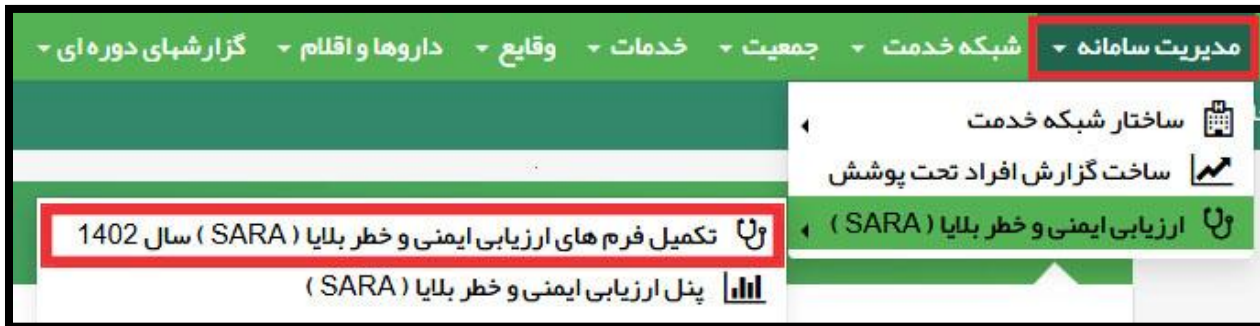 مدیریت سامانه شبکه خدمت جمعیت خدمات وقایع داروها و اقلام گزارشهای دوره ای
ساختار شبکه خدمت
ساخت گزارش افراد تحت پوشش
ارزیابی ایمنی و خطر بلایا ( SARA )
تکمیل فرم های ارزیابی ایمنی و خطر بلایا ( SARA ) سال 1402
پنل ارزیابی ایمنی و خطر بلایا ( SARA )